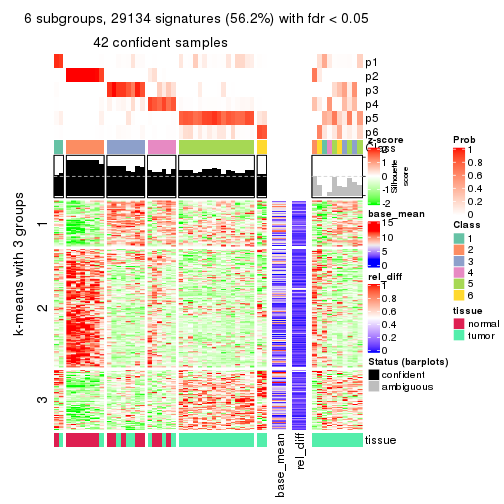 6 subgroups, 29134 signatures (56.2%) with fdr < 0.05
42 confident samples
p1
p2
p3
p4
p5
p6
Class
z-score
2
1
0
-1
-2
Silhouette
score
k-means with 3 groups
1
2
3
base_mean
15
10
5
0
rel_diff
1
0.8
0.6
0.4
0.2
0
Status (barplots)
confident
ambiguous
Prob
1
0.8
0.6
0.4
0.2
0
Class
1
2
3
4
5
6
tissue
normal
tumor
tissue
base_mean
rel_diff